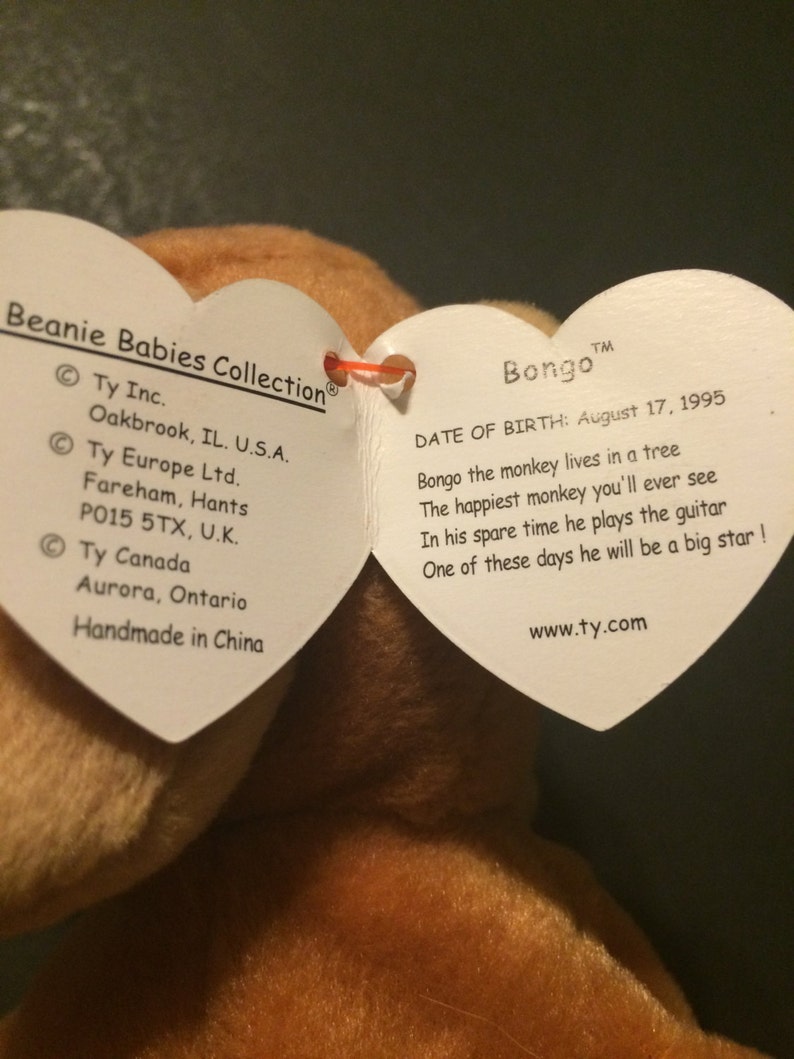 Beanie Babies Collection®
© Ty Inc.
Oakbrook, IL. U.S.A.
© Ty Europe Ltd.
Fareham, Hants
PO15 5TX, U.K.
© Ty Canada
Aurora, Ontario
Handmade in China
Bongo™
DATE OF BIRTH: August 17, 1995
Bongo the monkey lives in a tree
The happiest monkey you'll ever see
In his spare time he plays the guitar
One of these days he will be a big star !
www.ty.com